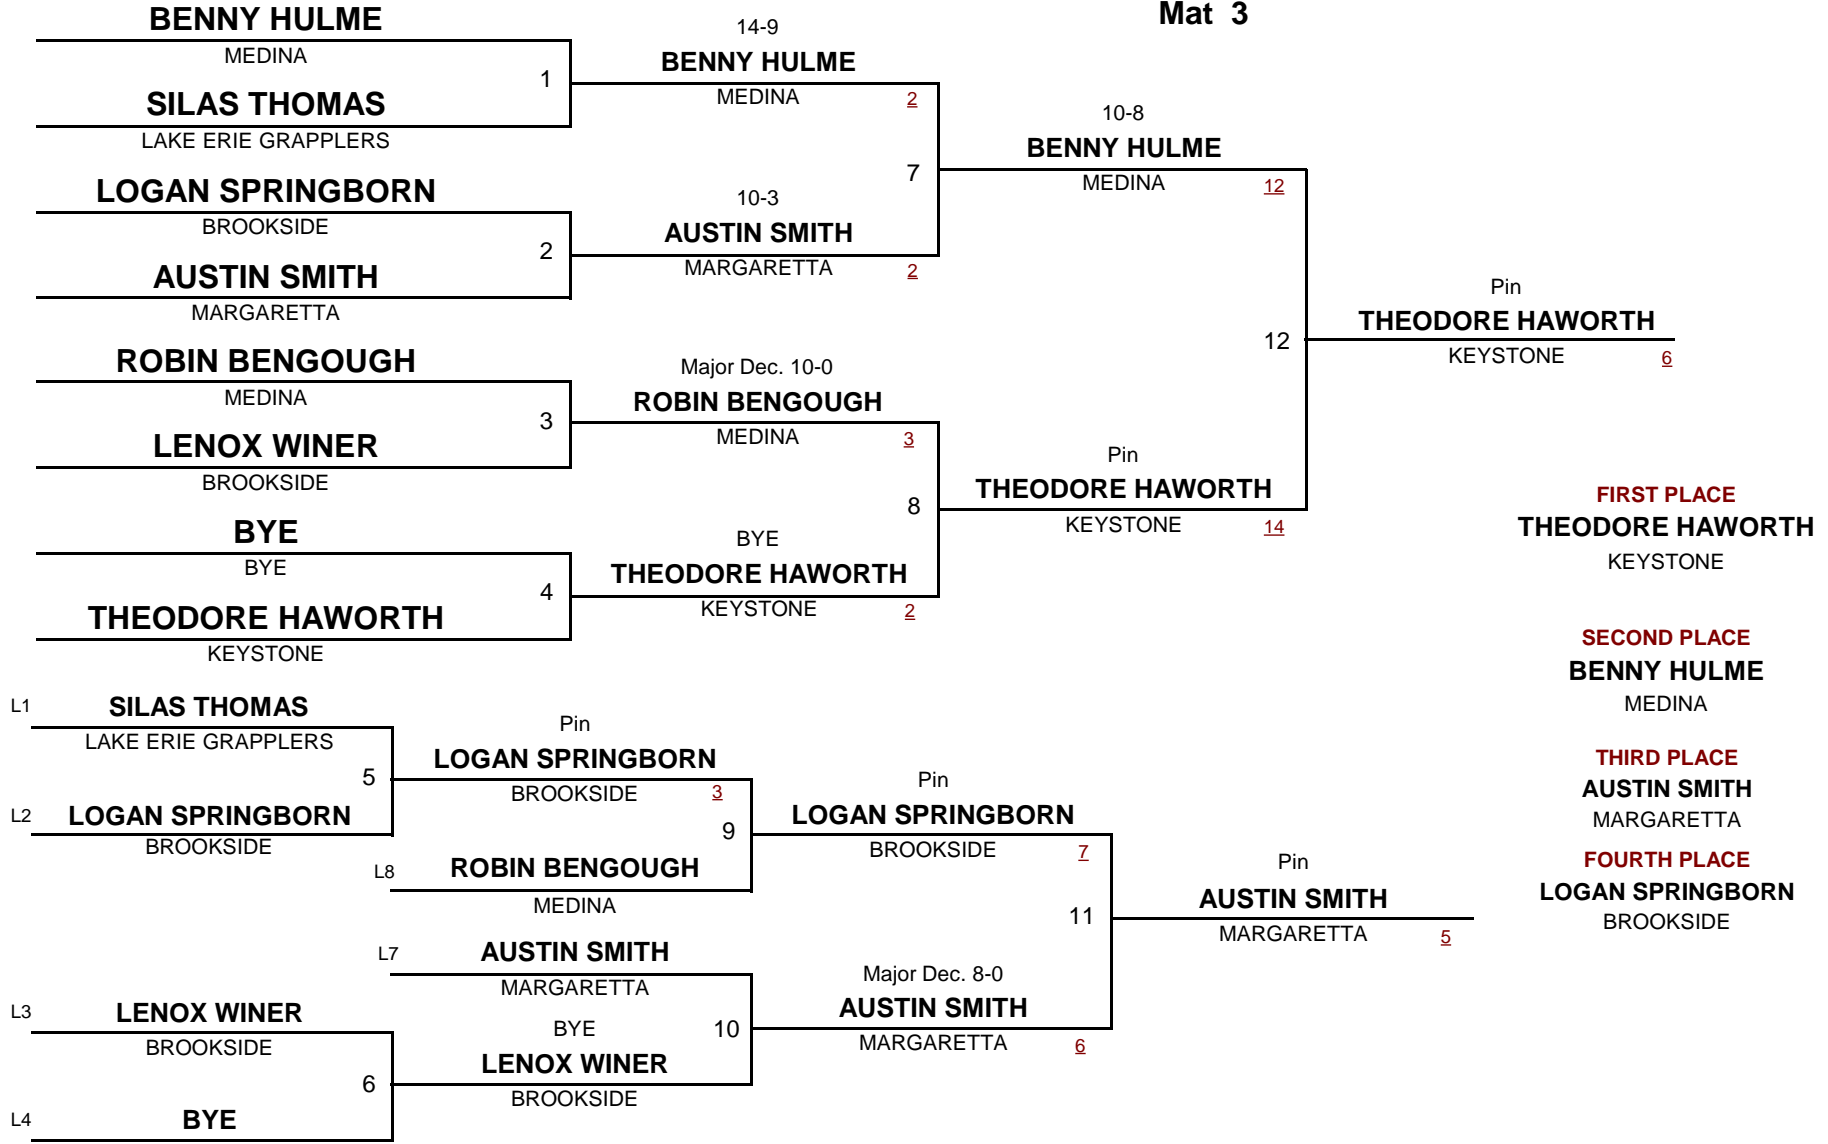 Mat 3
BENNY HULME
MEDINA
1
SILAS THOMAS
LAKE ERIE GRAPPLERS
14-9
BENNY HULME
MEDINA 2
LOGAN SPRINGBORN
BROOKSIDE
2
AUSTIN SMITH
MARGARETTA
10-3
AUSTIN SMITH
MARGARETTA 2
7
10-8
BENNY HULME
MEDINA 12
ROBIN BENGOUGH
MEDINA
3
LENOX WINER
BROOKSIDE
Major Dec. 10-0
ROBIN BENGOUGH
MEDINA 3
BYE
BYE
4
THEODORE HAWORTH
KEYSTONE
BYE
THEODORE HAWORTH
KEYSTONE 2
8
Pin
THEODORE HAWORTH
KEYSTONE 14
12
Pin
THEODORE HAWORTH
KEYSTONE 6
FIRST PLACE
THEODORE HAWORTH
KEYSTONE
SECOND PLACE
BENNY HULME
MEDINA
THIRD PLACE
AUSTIN SMITH
MARGARETTA
FOURTH PLACE
LOGAN SPRINGBORN
BROOKSIDE
L1 SILAS THOMAS
LAKE ERIE GRAPPLERS
5
L2 LOGAN SPRINGBORN
BROOKSIDE
Pin
LOGAN SPRINGBORN
BROOKSIDE 3
9
L8 ROBIN BENGOUGH
MEDINA
Pin
LOGAN SPRINGBORN
BROOKSIDE 7
L7 AUSTIN SMITH
MARGARETTA
L3 LENOX WINER
BROOKSIDE
6
L4 BYE
BYE
LENOX WINER
BROOKSIDE
10
Major Dec. 8-0
AUSTIN SMITH
MARGARETTA 6
11
Pin
AUSTIN SMITH
MARGARETTA 5